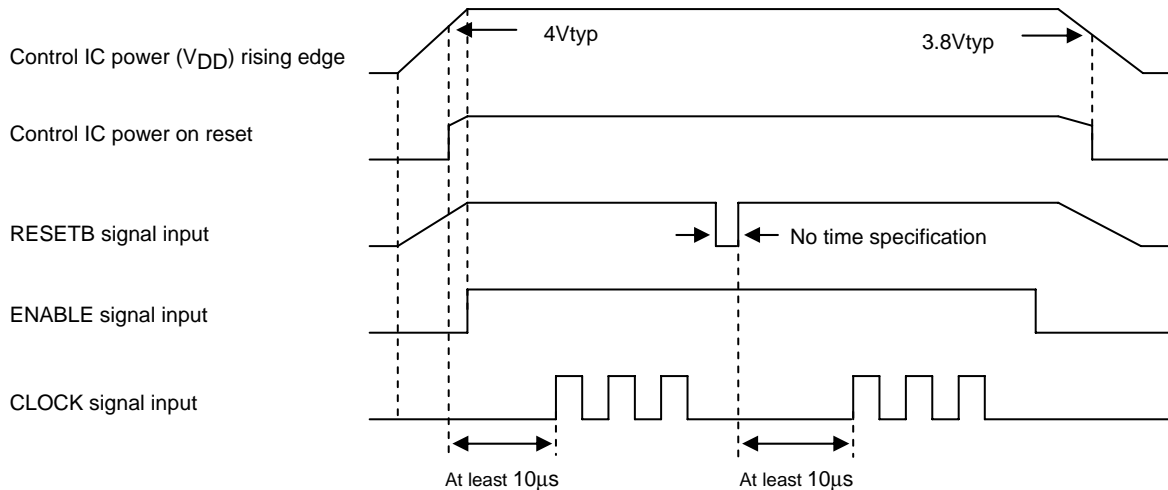 Control IC power (VDD) rising edge
4Vtyp
3.8Vtyp
Control IC power on reset
RESETB signal input
No time specification
ENABLE signal input
CLOCK signal input
At least 10μs
At least 10μs